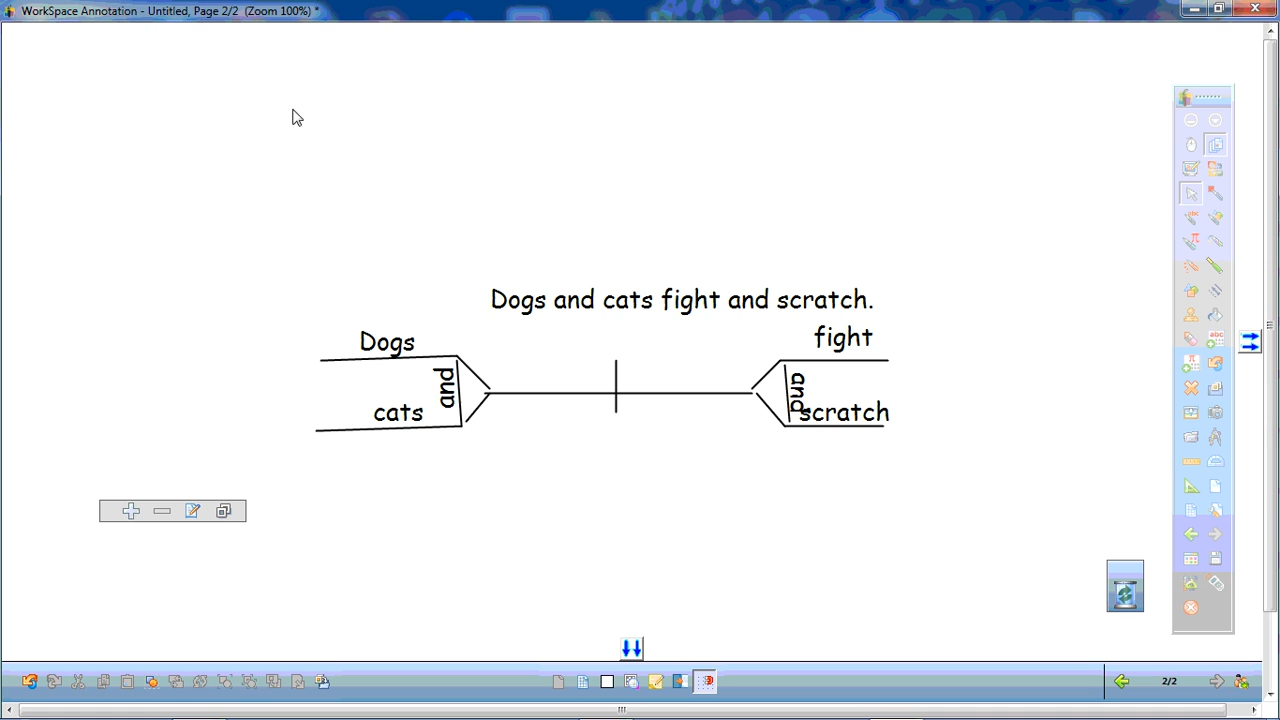 WorkSpace Annotation - Untitled, Page 2/2 (Zoom 100%) *
Dogs and cats fight and scratch.
Dogs
fight
and
and
cats
scratch
2/2